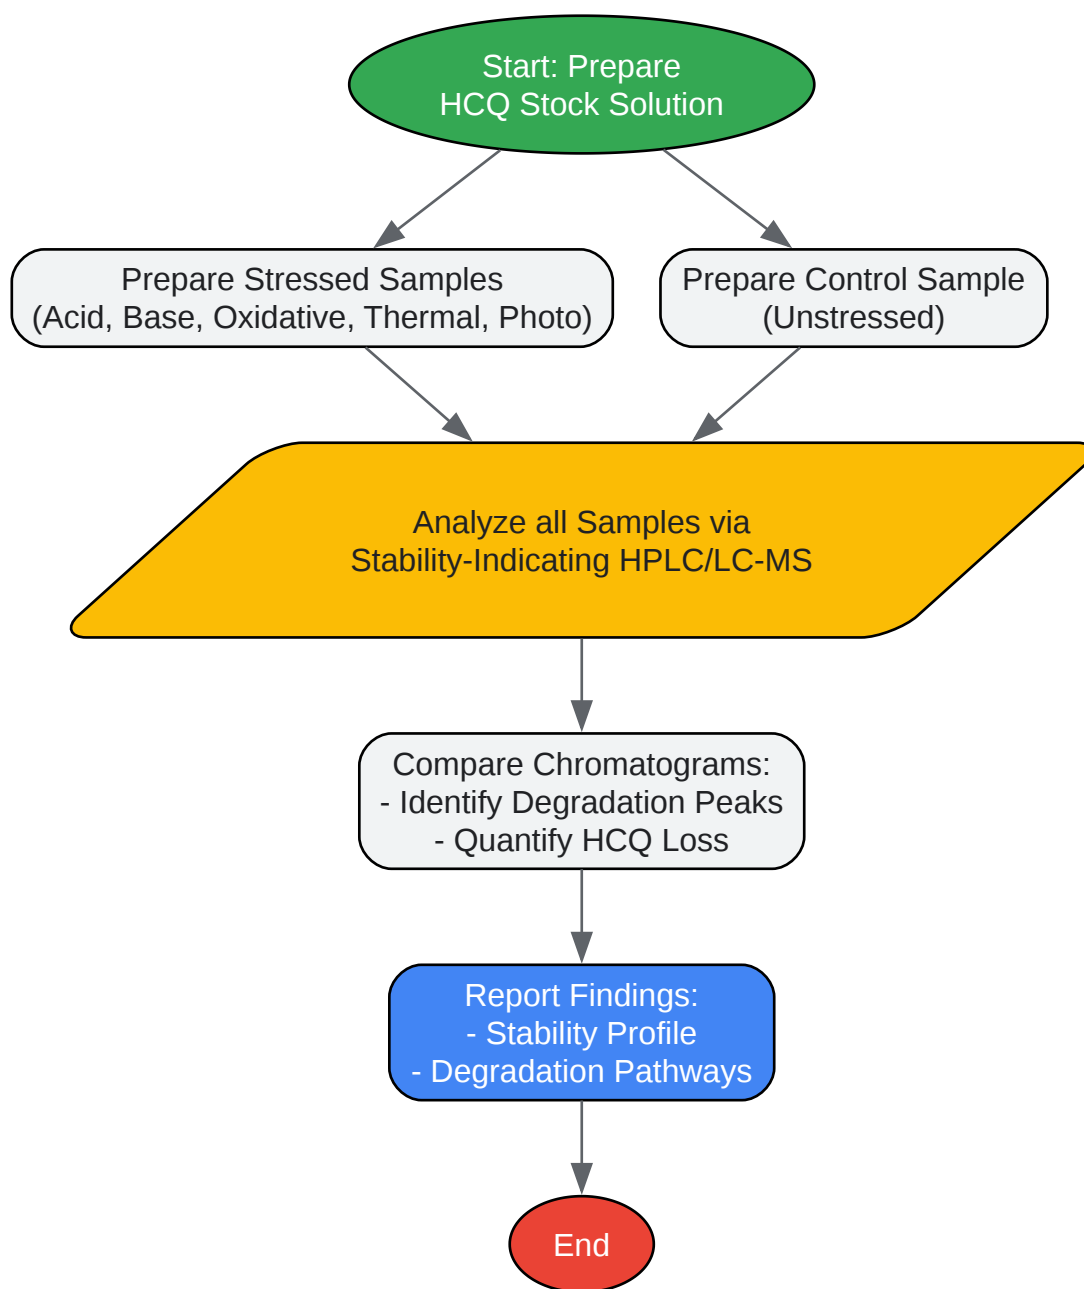 Start: Prepare
HCQ Stock Solution
Prepare Stressed Samples
(Acid, Base, Oxidative, Thermal, Photo)
Prepare Control Sample
(Unstressed)
Analyze all Samples via
Stability-Indicating HPLC/LC-MS
Compare Chromatograms:
- Identify Degradation Peaks
- Quantify HCQ Loss
Report Findings:
- Stability Profile
- Degradation Pathways
End